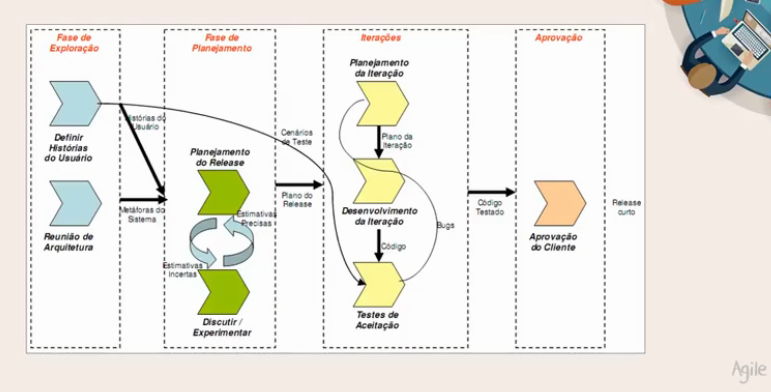 Fase de
Exploração
Fase de
Planejamento
Iterações
Aprovação
Definir
Histórias
do Usuário
Reunião de
Arquitetura
Histórias do
Usuário
Metáforas do
Sistema
Planejamento
do Release
Estimativas
Precisas
Estimativas
Incertas
Discutir /
Experimentar
Cenários
de Teste
Plano do
Release
Planejamento
da Iteração
Plano da
Iteração
Desenvolvimento
da Iteração
Bugs
Código
Testes de
Aceitação
Código
Testado
Aprovação
do Cliente
Release
curto
Agile